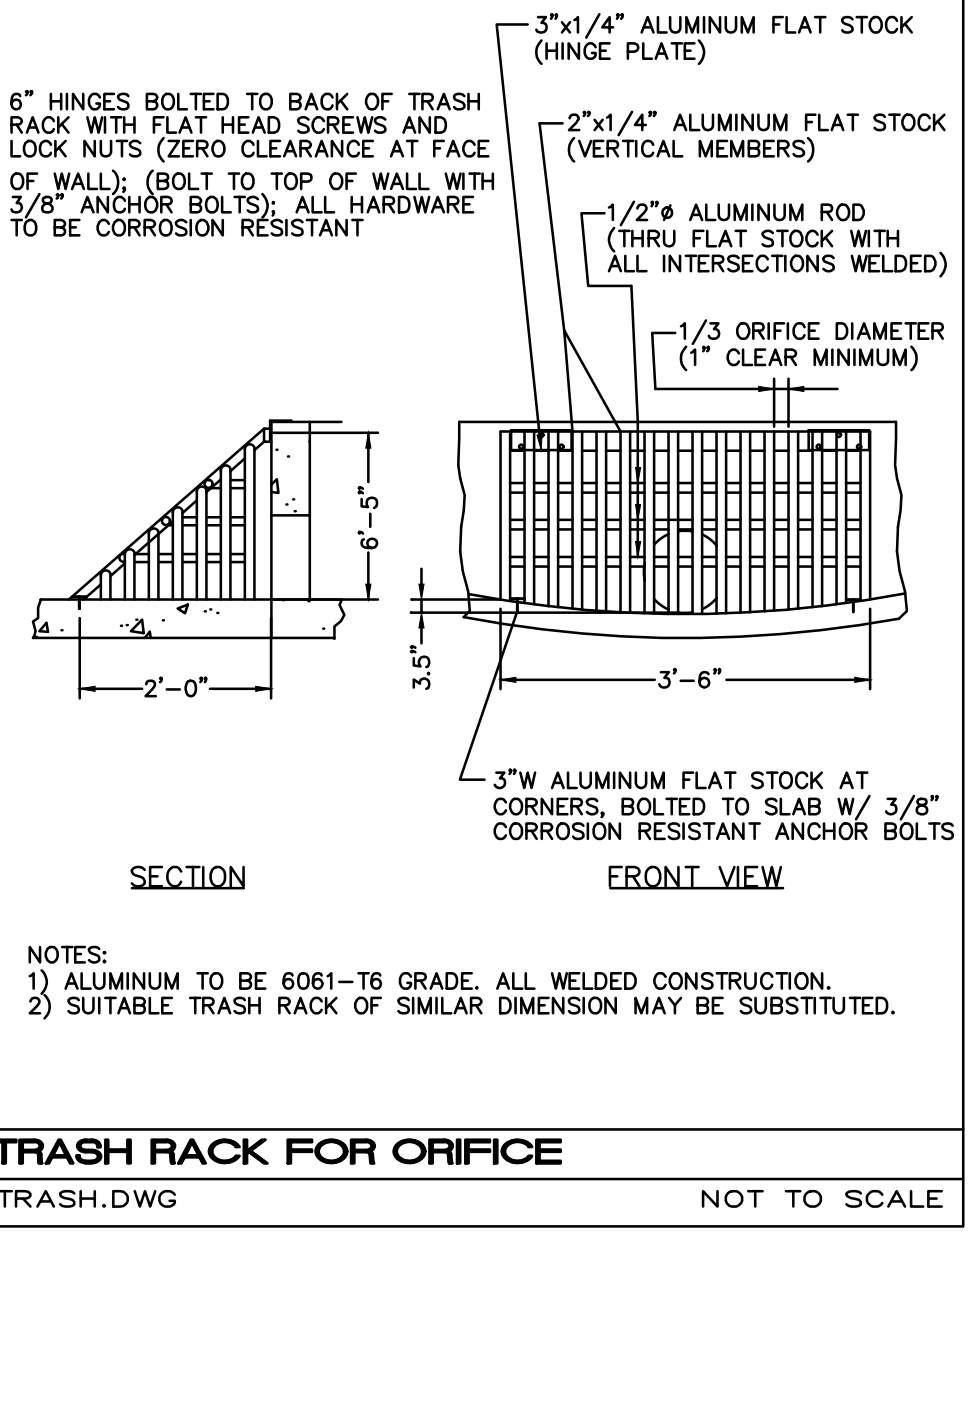 3"x1/4" ALUMINUM FLAT STOCK
(HINGE PLATE)
6" HINGES BOLTED TO BACK OF TRASH
RACK WITH FLAT HEAD SCREWS AND
LOCK NUTS (ZERO CLEARANCE AT FACE
OF WALL); (BOLT TO TOP OF WALL WITH
3/8" ANCHOR BOLTS); ALL HARDWARE
TO BE CORROSION RESISTANT
2"x1/4" ALUMINUM FLAT STOCK
(VERTICAL MEMBERS)
1/2"ø ALUMINUM ROD
(THRU FLAT STOCK WITH
ALL INTERSECTIONS WELDED)
1/3 ORIFICE DIAMETER
(1" CLEAR MINIMUM)
6'-5"
2'-0"
3.5"
3'-6"
3"W ALUMINUM FLAT STOCK AT
CORNERS, BOLTED TO SLAB W/ 3/8"
CORROSION RESISTANT ANCHOR BOLTS
SECTION
FRONT VIEW
NOTES:
1) ALUMINUM TO BE 6061-T6 GRADE. ALL WELDED CONSTRUCTION.
2) SUITABLE TRASH RACK OF SIMILAR DIMENSION MAY BE SUBSTITUTED.
TRASH RACK FOR ORIFICE
TRASH.DWG
NOT TO SCALE